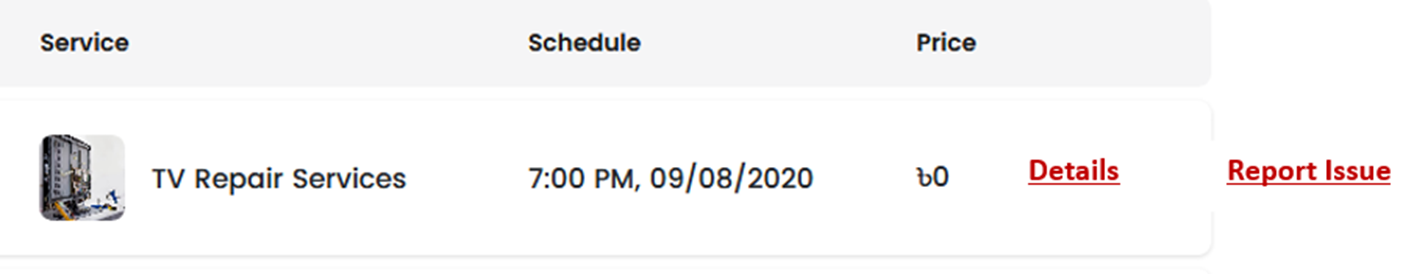 Service Schedule Price
TV Repair Services 7:00 PM, 09/08/2020 ৳0 Details Report Issue